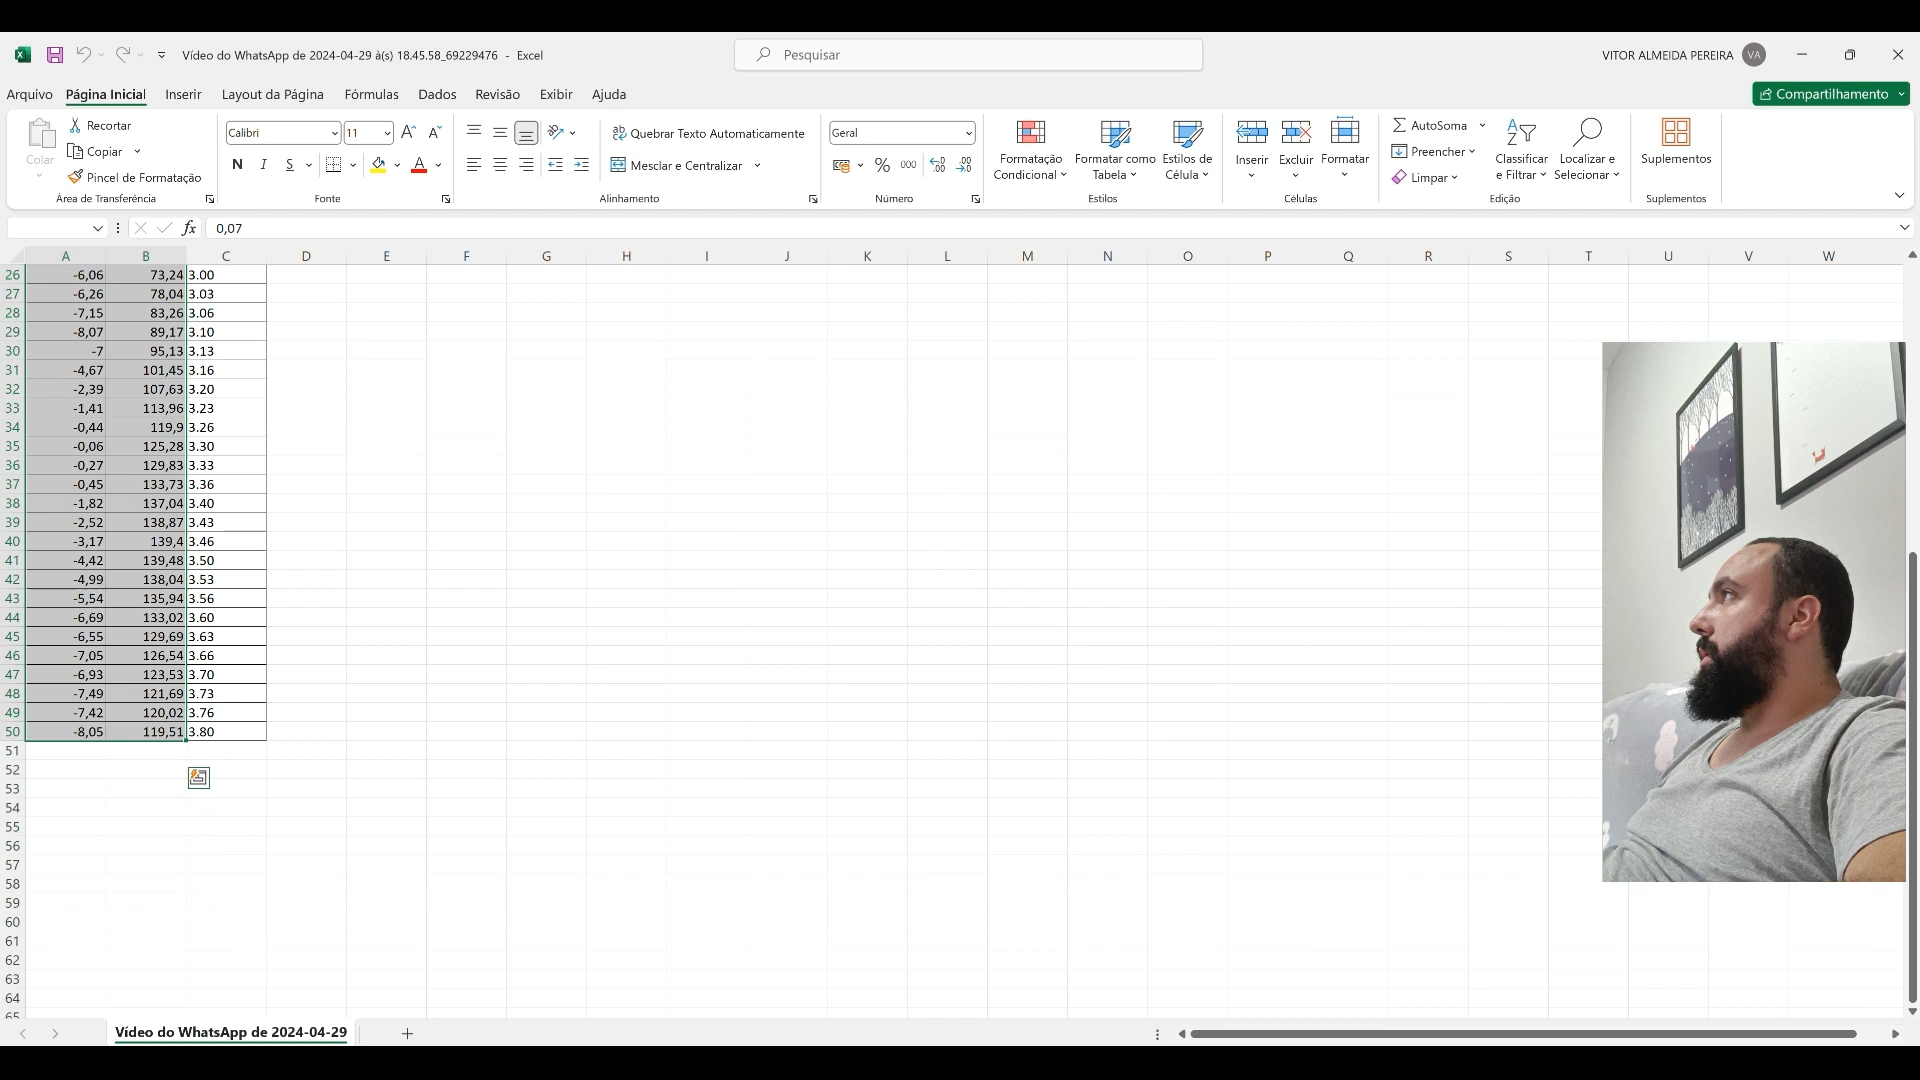 Vídeo do WhatsApp de 2024-04-29 à(s) 18.45.58_69229476 - Excel
Pesquisar
VITOR ALMEIDA PEREIRA VA
Arquivo Página Inicial Inserir Layout da Página Fórmulas Dados Revisão Exibir Ajuda
Compartilhamento
Colar
Recortar
Copiar
Pincel de Formatação
Área de Transferência
Calibri 11
N I S
Fonte
Quebrar Texto Automaticamente
Mesclar e Centralizar
Alinhamento
Geral
% 000
Número
Formatação Condicional
Formatar como Tabela
Estilos de Célula
Estilos
Inserir
Excluir
Formatar
Células
AutoSoma
Preencher
Limpar
Classificar e Filtrar
Localizar e Selecionar
Edição
Suplementos
Suplementos
fx 0,07
A B C D E F G H I J K L M N O P Q R S T U V W
26 -6,06 73,24 3.00
27 -6,26 78,04 3.03
28 -7,15 83,26 3.06
29 -8,07 89,17 3.10
30 -7 95,13 3.13
31 -4,67 101,45 3.16
32 -2,39 107,63 3.20
33 -1,41 113,96 3.23
34 -0,44 119,9 3.26
35 -0,06 125,28 3.30
36 -0,27 129,83 3.33
37 -0,45 133,73 3.36
38 -1,82 137,04 3.40
39 -2,52 138,87 3.43
40 -3,17 139,4 3.46
41 -4,42 139,48 3.50
42 -4,99 138,04 3.53
43 -5,54 135,94 3.56
44 -6,69 133,02 3.60
45 -6,55 129,69 3.63
46 -7,05 126,54 3.66
47 -6,93 123,53 3.70
48 -7,49 121,69 3.73
49 -7,42 120,02 3.76
50 -8,05 119,51 3.80
51
52
53
54
55
56
57
58
59
60
61
62
63
64
65
Vídeo do WhatsApp de 2024-04-29